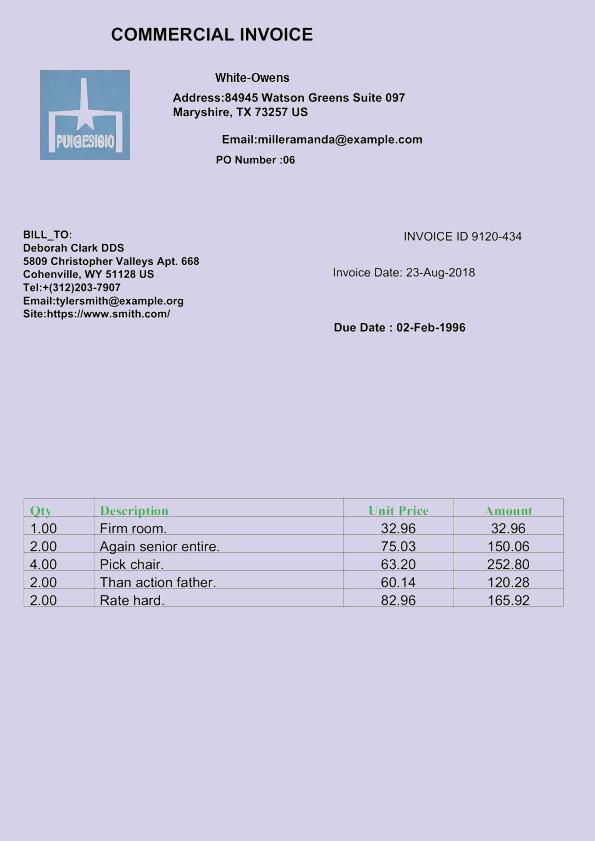 COMMERCIAL INVOICE
White-Owens
Address:84945 Watson Greens Suite 097
Maryshire, TX 73257 US
Email:milleramanda@example.com
PO Number :06
PUIGESIGIO
BILL_TO:
Deborah Clark DDS
5809 Christopher Valleys Apt. 668
Cohenville, WY 51128 US
Tel:+(312)203-7907
Email:tylersmith@example.org
Site:https://www.smith.com/
INVOICE ID 9120-434
Invoice Date: 23-Aug-2018
Due Date : 02-Feb-1996
Qty Description Unit Price Amount
1.00 Firm room. 32.96 32.96
2.00 Again senior entire. 75.03 150.06
4.00 Pick chair. 63.20 252.80
2.00 Than action father. 60.14 120.28
2.00 Rate hard. 82.96 165.92